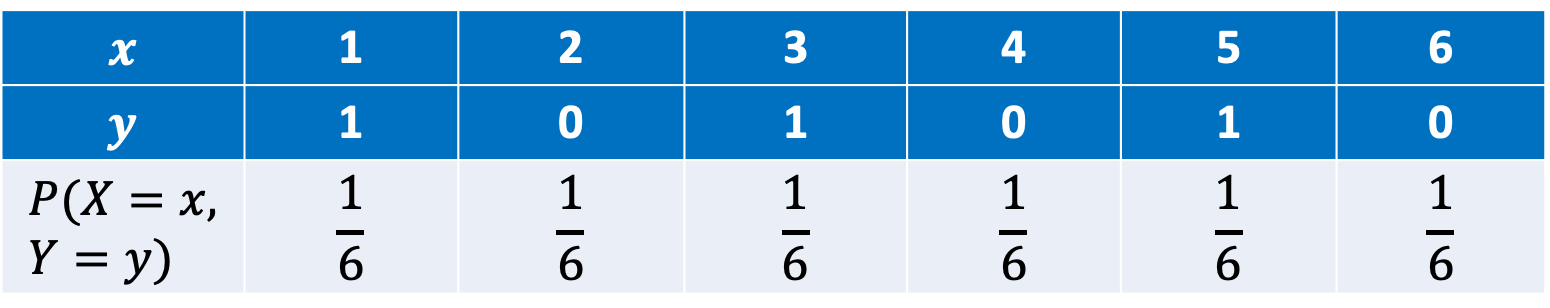 x 1 2 3 4 5 6
y 1 0 1 0 1 0
P(X = x, 1/6 1/6 1/6 1/6 1/6 1/6
Y = y)